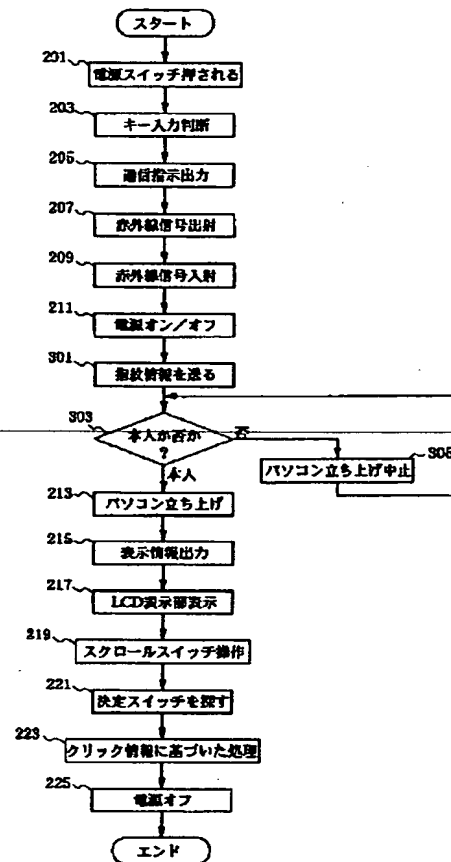 スタート
201
電源スイッチ押される
203
キー入力判断
205
通信指示出力
207
赤外線信号出射
209
赤外線信号入射
211
電源オン/オフ
301
指紋情報を送る
303
本人か否か
?
否
本人
305
パソコン立ち上げ中止
213
パソコン立ち上げ
215
表示情報出力
217
LCD表示部表示
219
スクロールスイッチ操作
221
決定スイッチを探す
223
クリック情報に基づいた処理
225
電源オフ
エンド